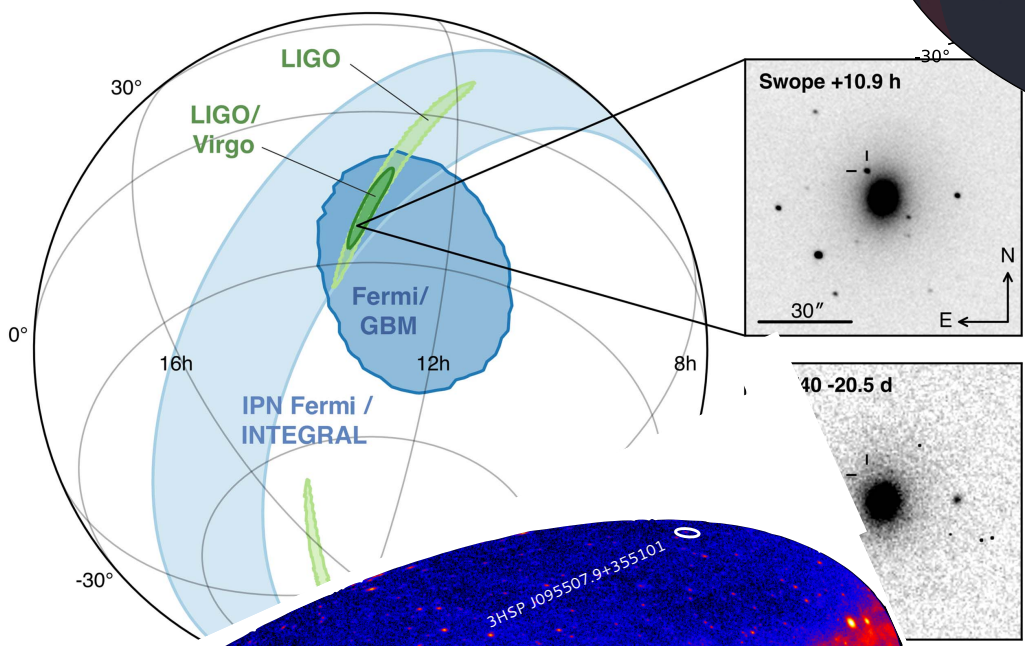 LIGO
30°
LIGO/
Virgo
Fermi/
GBM
0°
16h
12h
8h
IPN Fermi /
INTEGRAL
-30°
-30°
Swope +10.9 h
N
30″
E
40 -20.5 d
3HSP J095507.9+355101